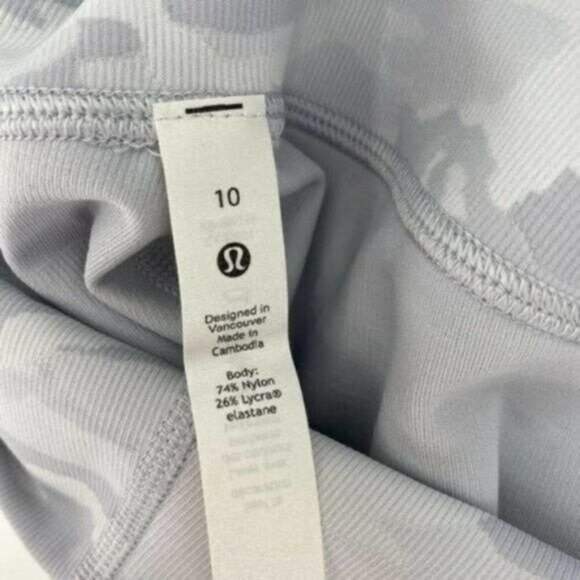 10
Designed in
Vancouver
Made in
Cambodia
Body:
74% Nylon
26% Lycra®
elastane